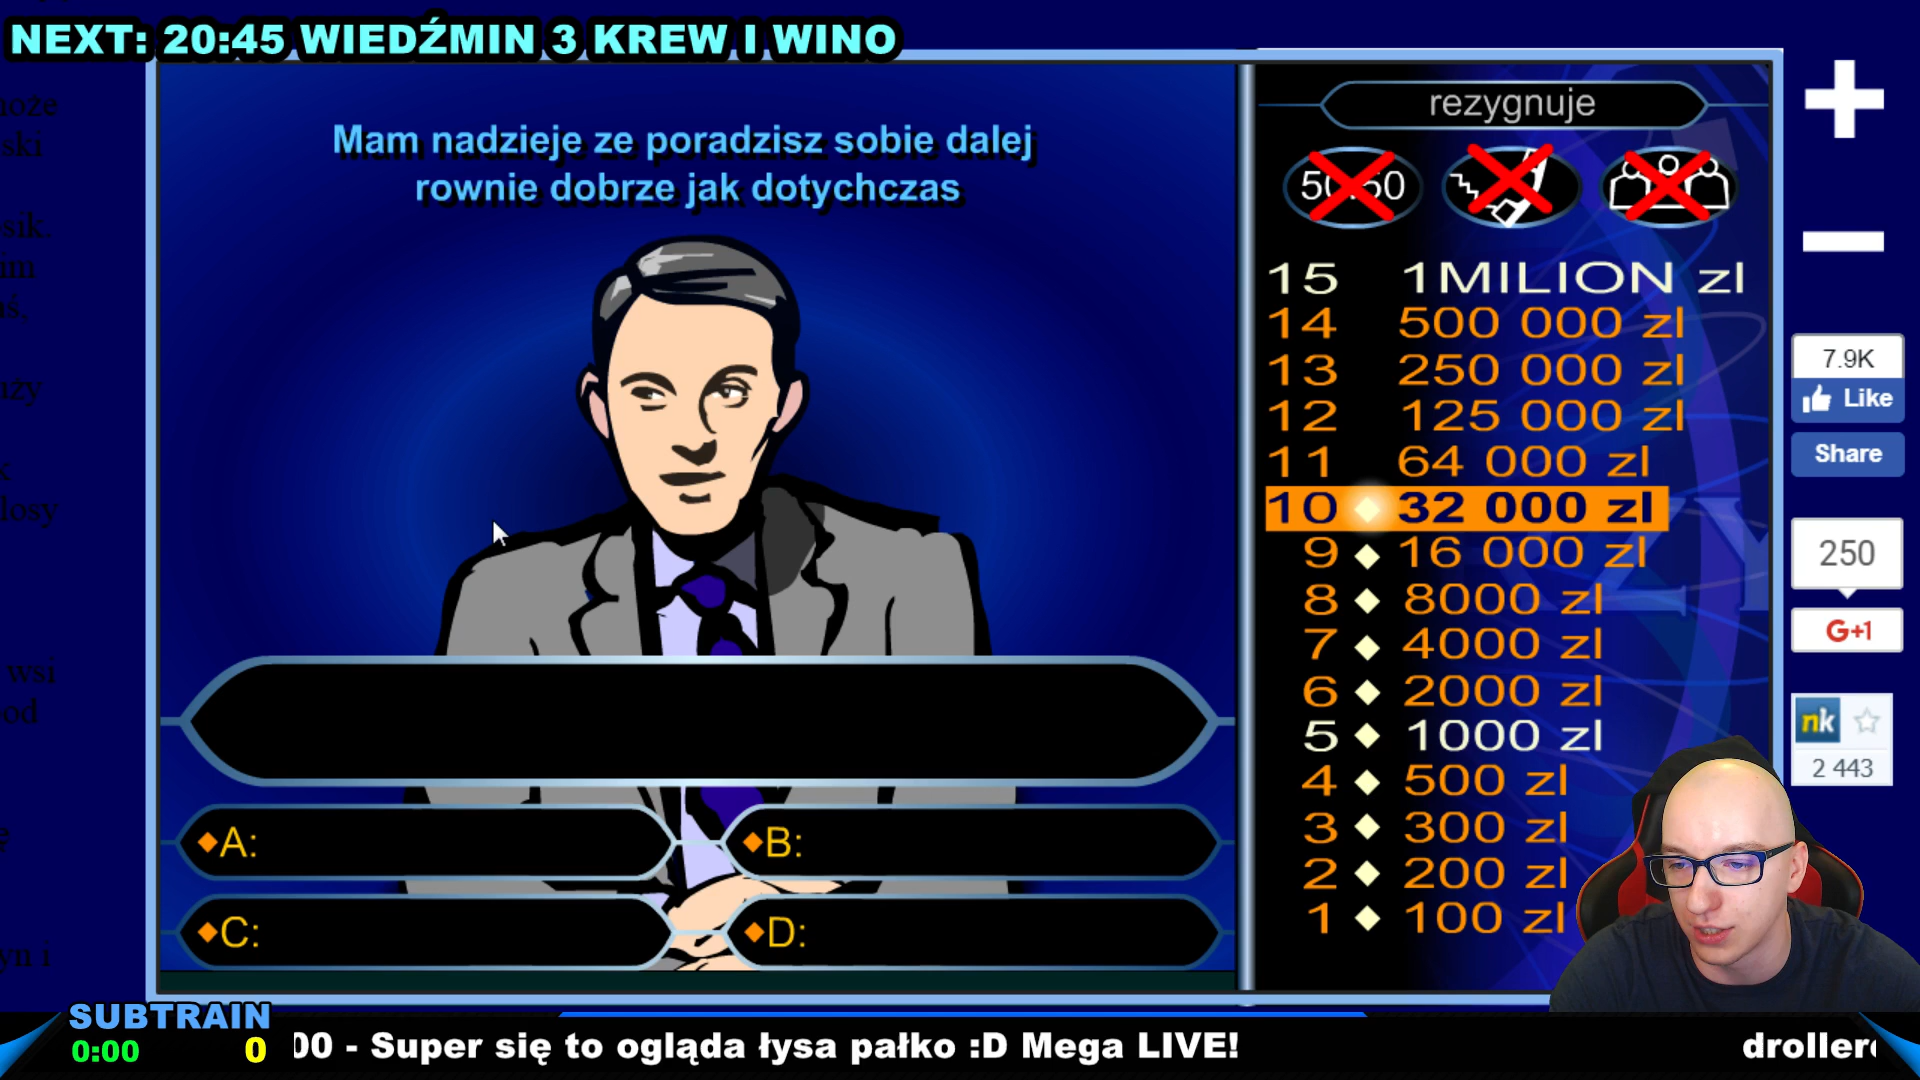 NEXT: 20:45 WIEDŹMIN 3 KREW I WINO
Mam nadzieje ze poradzisz sobie dalej
rownie dobrze jak dotychczas
A:
B:
C:
D:
rezygnuje
15 1MILION zl
14 500 000 zl
13 250 000 zl
12 125 000 zl
11 64 000 zl
10 32 000 zl
9 16 000 zl
8 8000 zl
7 4000 zl
6 2000 zl
5 1000 zl
4 500 zl
3 300 zl
2 200 zl
1 100 zl
7.9K
Like
Share
250
G+1
nk
2 443
ski
wsi
SUBTRAIN
0:00 0
00 - Super się to ogląda łysa pałko :D Mega LIVE!